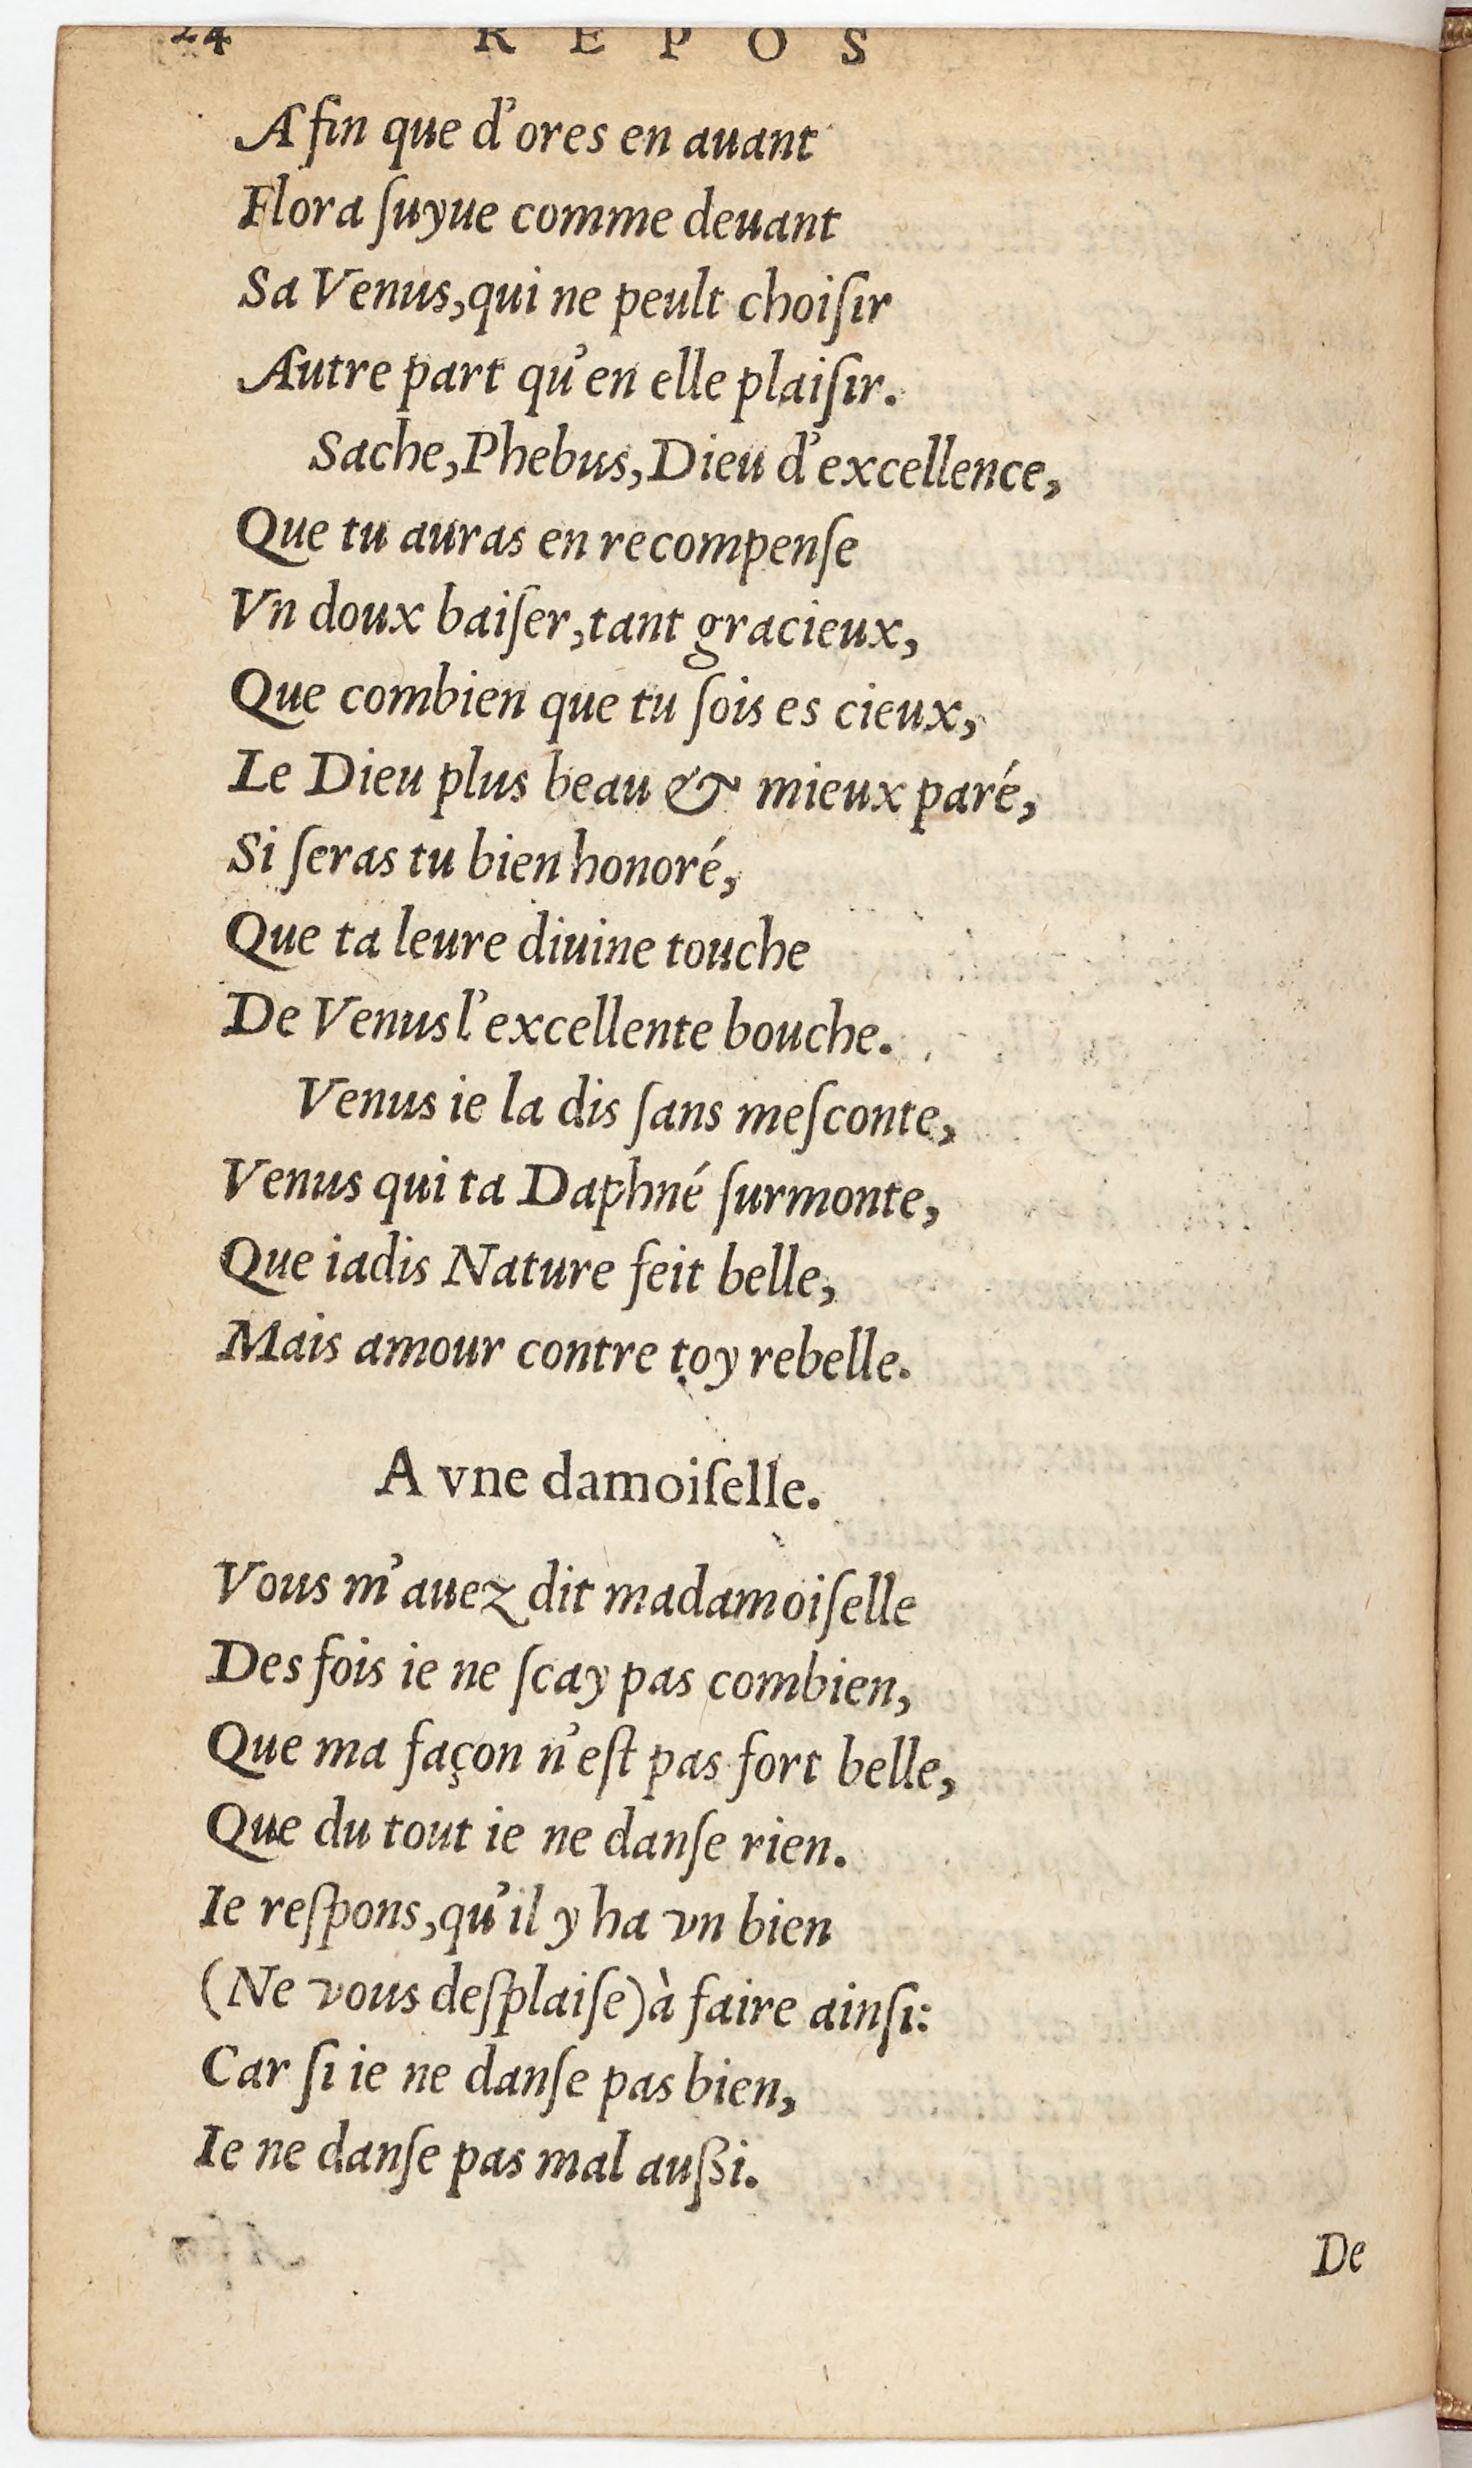 24 REPOS
Afin que d'ores en auant
Flora ſuyue comme deuant
Sa Venus, qui ne peult choiſir
Autre part qu'en elle plaiſir.
Sache, Phebus, Dieu d'excellence,
Que tu auras en recompenſe
Vn doux baiſer, tant gracieux,
Que combien que tu ſois es cieux,
Le Dieu plus beau & mieux paré,
Si ſeras tu bien honoré,
Que ta leure diuine touche
De Venus l'excellente bouche.
Venus ie la dis ſans meſconte,
Venus qui ta Daphné ſurmonte,
Que iadis Nature feit belle,
Mais amour contre toy rebelle.
A vne damoiſelle.
Vous m'auez dit madamoiſelle
Des fois ie ne ſcay pas combien,
Que ma façon n'eſt pas fort belle,
Que du tout ie ne danſe rien.
Ie reſpons, qu'il y ha vn bien
(Ne vous deſplaiſe) à faire ainſi:
Car ſi ie ne danſe pas bien,
Ie ne danſe pas mal auſsi.
De